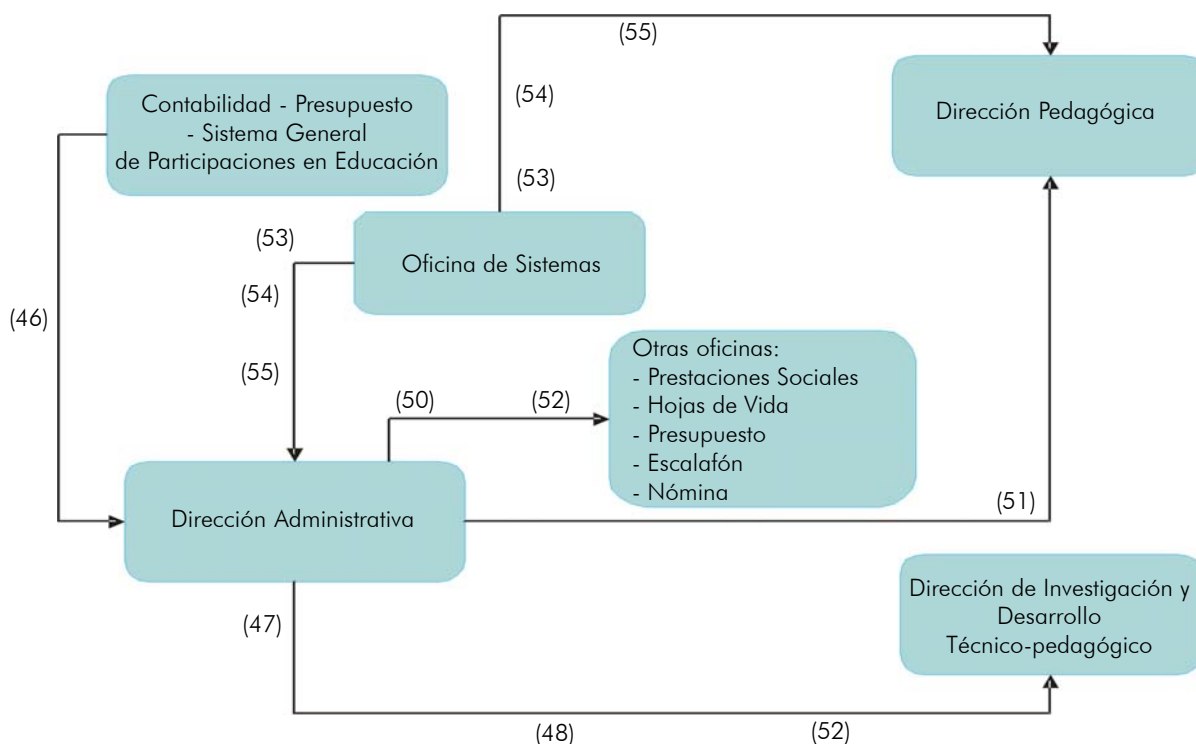 (55)
Contabilidad - Presupuesto
- Sistema General
de Participaciones en Educación
(54)
Dirección Pedagógica
(53)
(53)
Oficina de Sistemas
(54)
(46)
(55)
Otras oficinas:
- Prestaciones Sociales
- Hojas de Vida
- Presupuesto
- Escalafón
- Nómina
(50)
(52)
(51)
Dirección Administrativa
Dirección de Investigación y
Desarrollo
Técnico-pedagógico
(47)
(48)
(52)